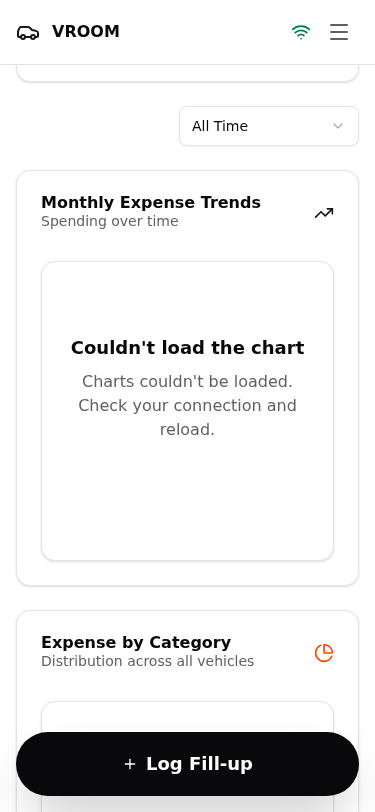 VROOM
All Time
Monthly Expense Trends
Spending over time
Couldn't load the chart
Charts couldn't be loaded.
Check your connection and
reload.
Expense by Category
Distribution across all vehicles
+ Log Fill-up